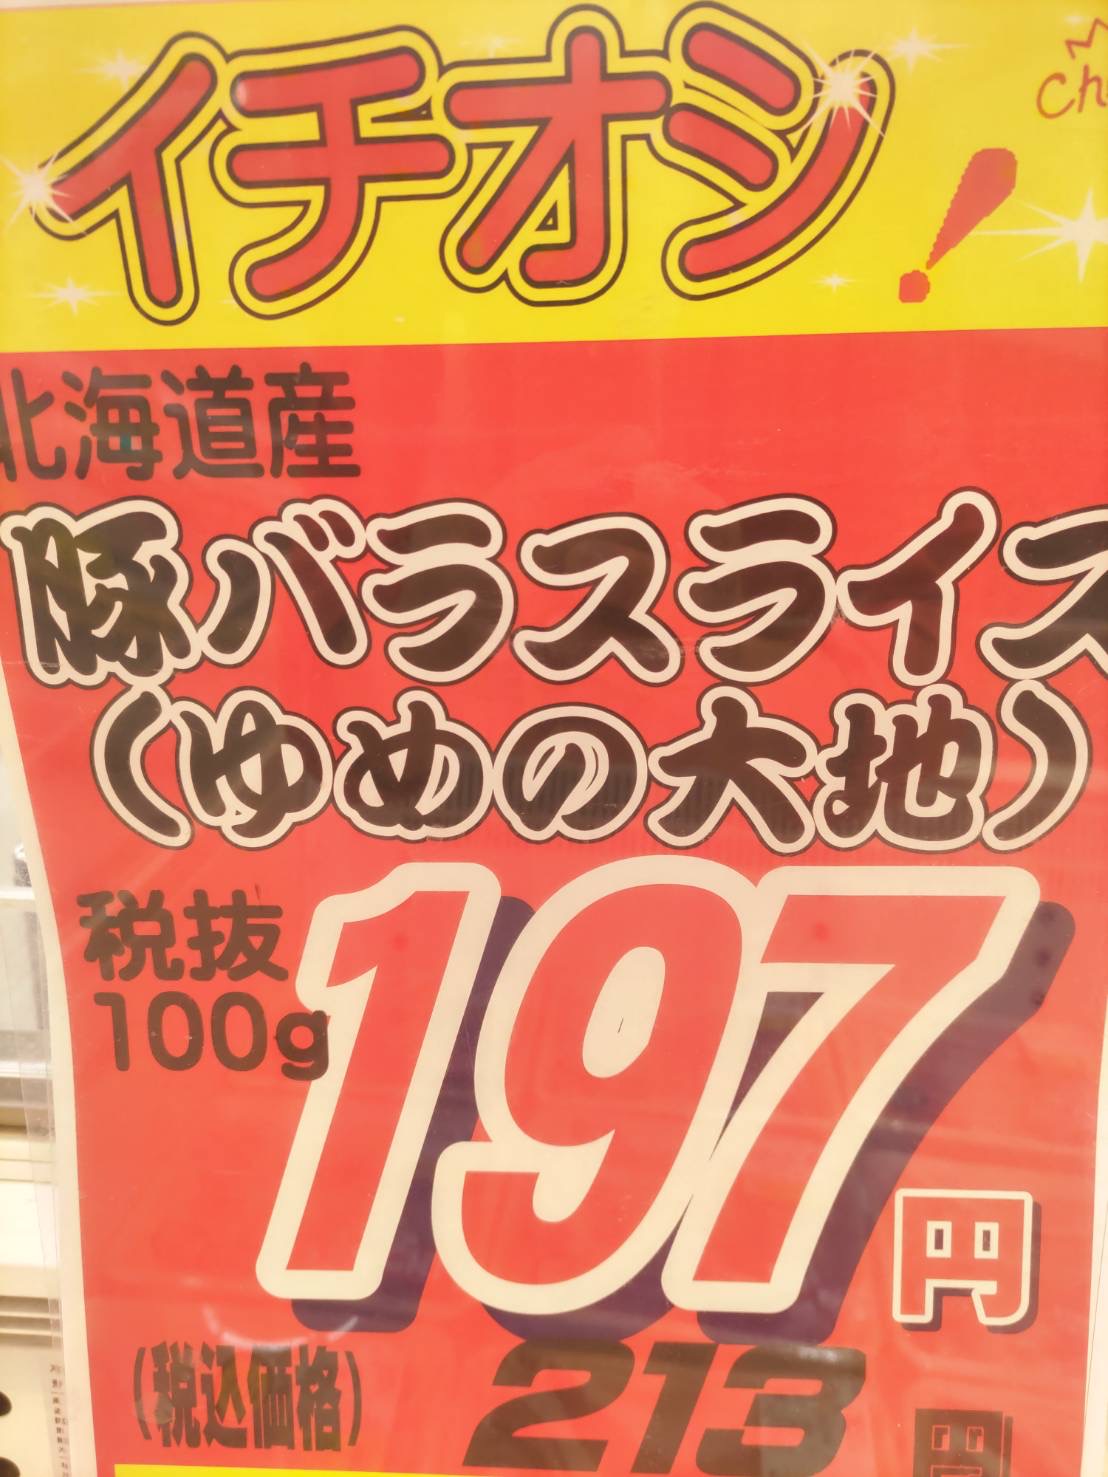 イチオシ!
北海道産
豚バラスライス
(ゆめの大地)
税抜
100g
197円
(税込価格) 213円